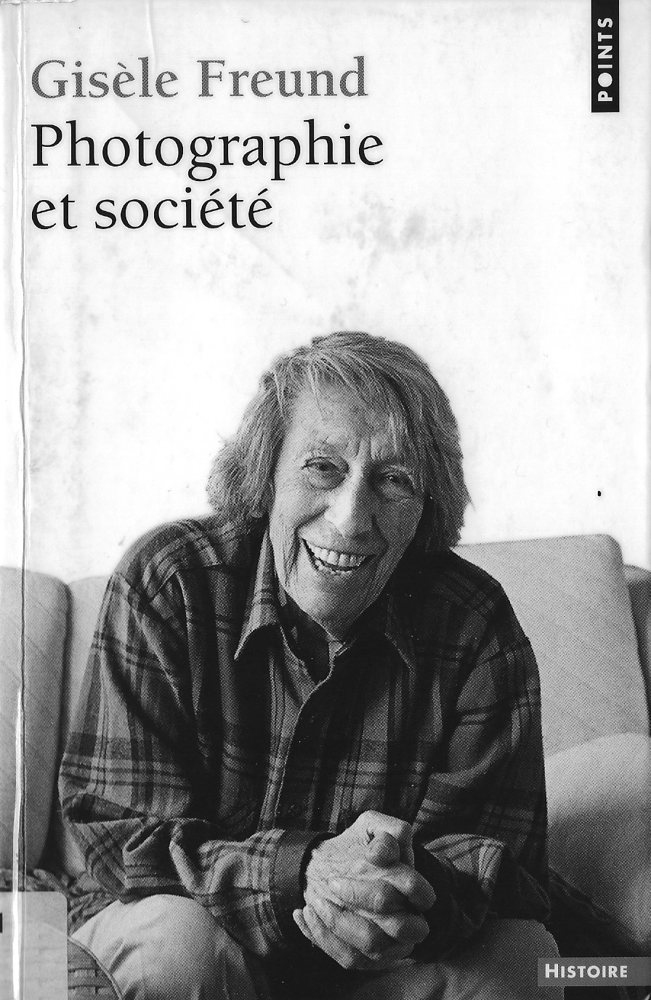 Gisèle Freund
Photographie
et société
POINTS
HISTOIRE